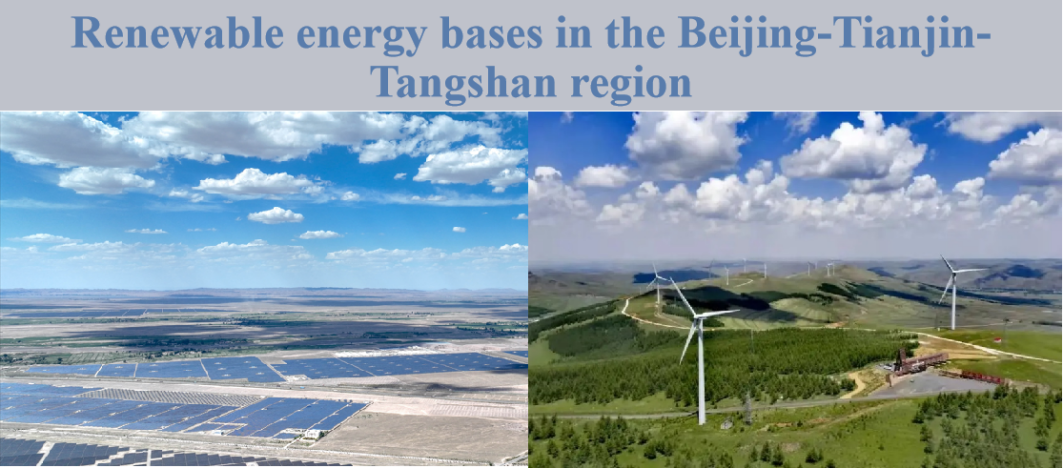 Renewable energy bases in the Beijing-Tianjin-
Tangshan region